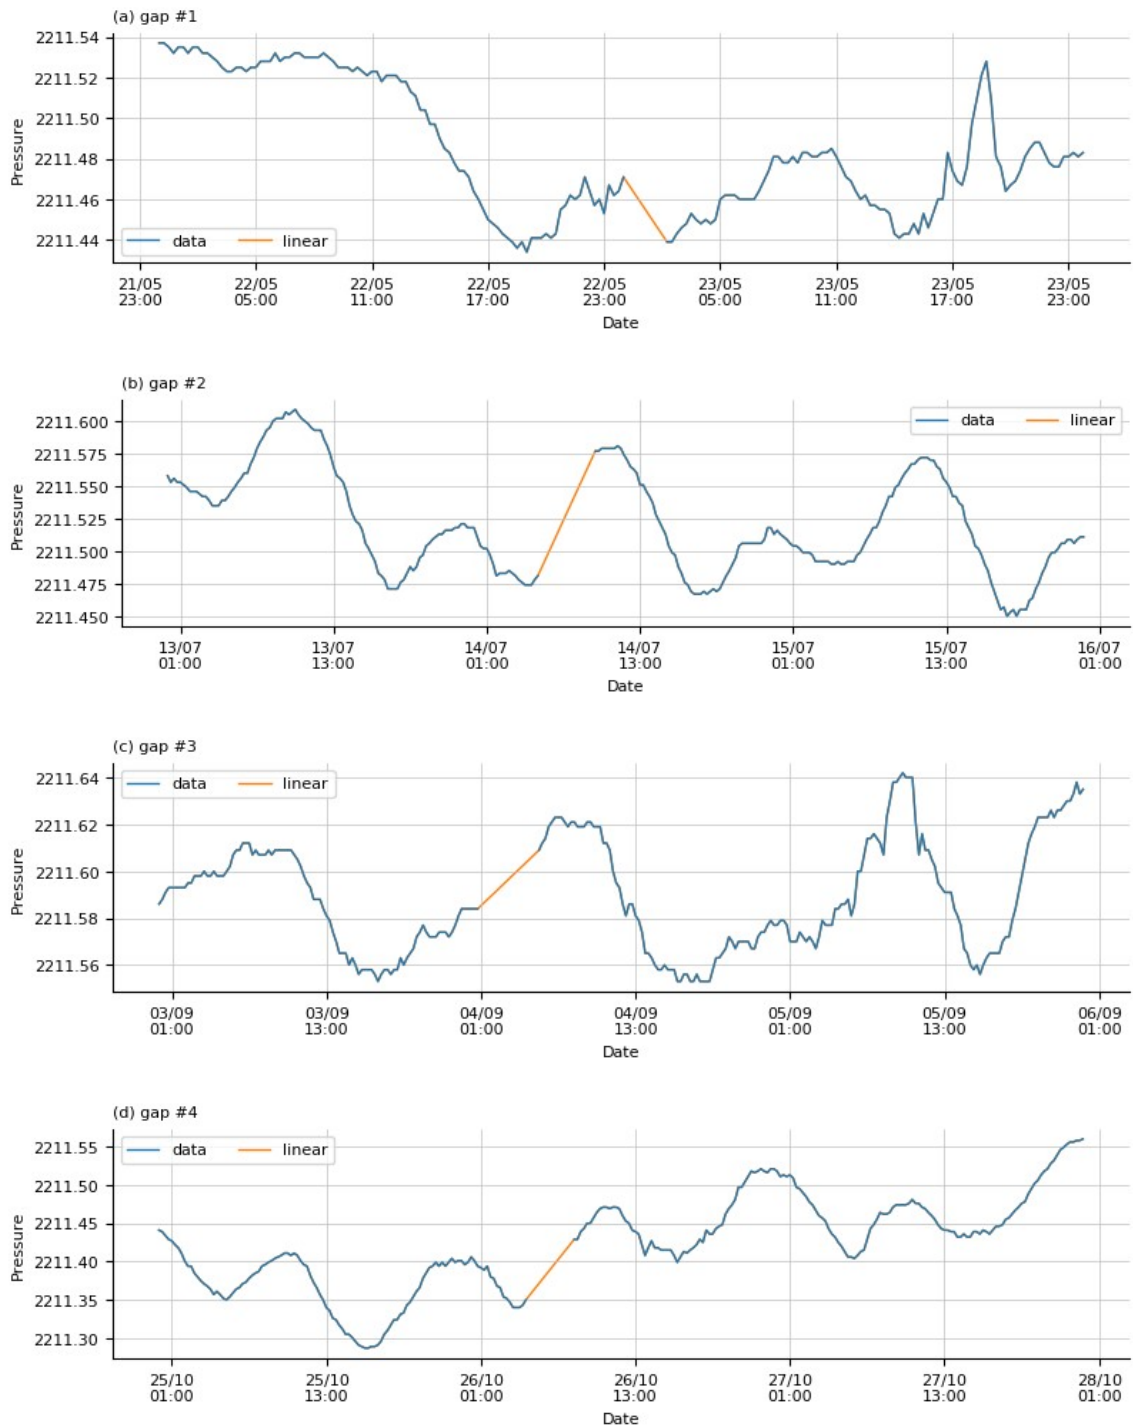 (a) gap #1
2211.54
2211.52
2211.50
2211.48
2211.46
2211.44
Pressure
data linear
21/05 22/05 22/05 22/05 22/05 23/05 23/05 23/05 23/05
23:00 05:00 11:00 17:00 23:00 05:00 11:00 17:00 23:00
Date
(b) gap #2
2211.600
2211.575
2211.550
2211.525
2211.500
2211.475
2211.450
Pressure
data linear
13/07 13/07 14/07 14/07 15/07 15/07 16/07
01:00 13:00 01:00 13:00 01:00 13:00 01:00
Date
(c) gap #3
2211.64
2211.62
2211.60
2211.58
2211.56
Pressure
data linear
03/09 03/09 04/09 04/09 05/09 05/09 06/09
01:00 13:00 01:00 13:00 01:00 13:00 01:00
Date
(d) gap #4
2211.55
2211.50
2211.45
2211.40
2211.35
2211.30
Pressure
data linear
25/10 25/10 26/10 26/10 27/10 27/10 28/10
01:00 13:00 01:00 13:00 01:00 13:00 01:00
Date